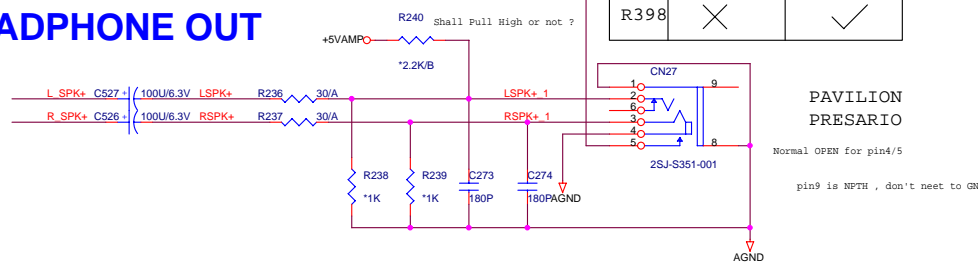 ADPHONE OUT
R240
Shall Pull High or not ?
+5VAMP
*2.2K/B
R398
CN27
L_SPK+ C527 + 100U/6.3V LSPK+ R236 30/A LSPK+_1 1 9
2
R_SPK+ C526 + 100U/6.3V RSPK+ R237 30/A RSPK+_1 6
3
4
5 8
2SJ-S351-001
PAVILION
PRESARIO
Normal OPEN for pin4/5
pin9 is NPTH , don't neet to GN
R238 R239 C273 C274
*1K *1K 180P 180P AGND
AGND